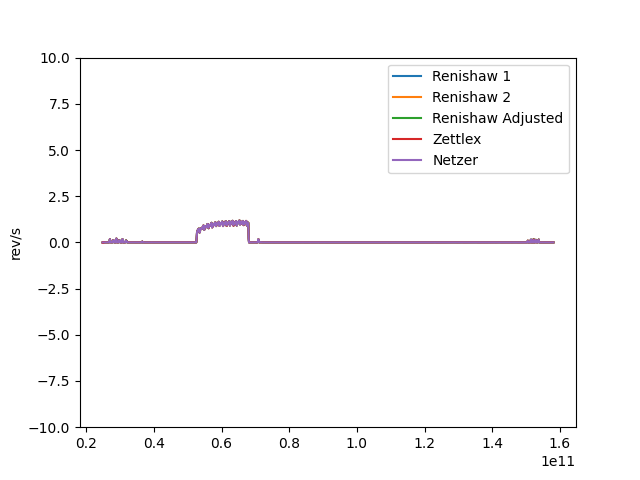 10.0
7.5
5.0
2.5
0.0
-2.5
-5.0
-7.5
-10.0
rev/s
Renishaw 1
Renishaw 2
Renishaw Adjusted
Zettlex
Netzer
0.2 0.4 0.6 0.8 1.0 1.2 1.4 1.6
1e11